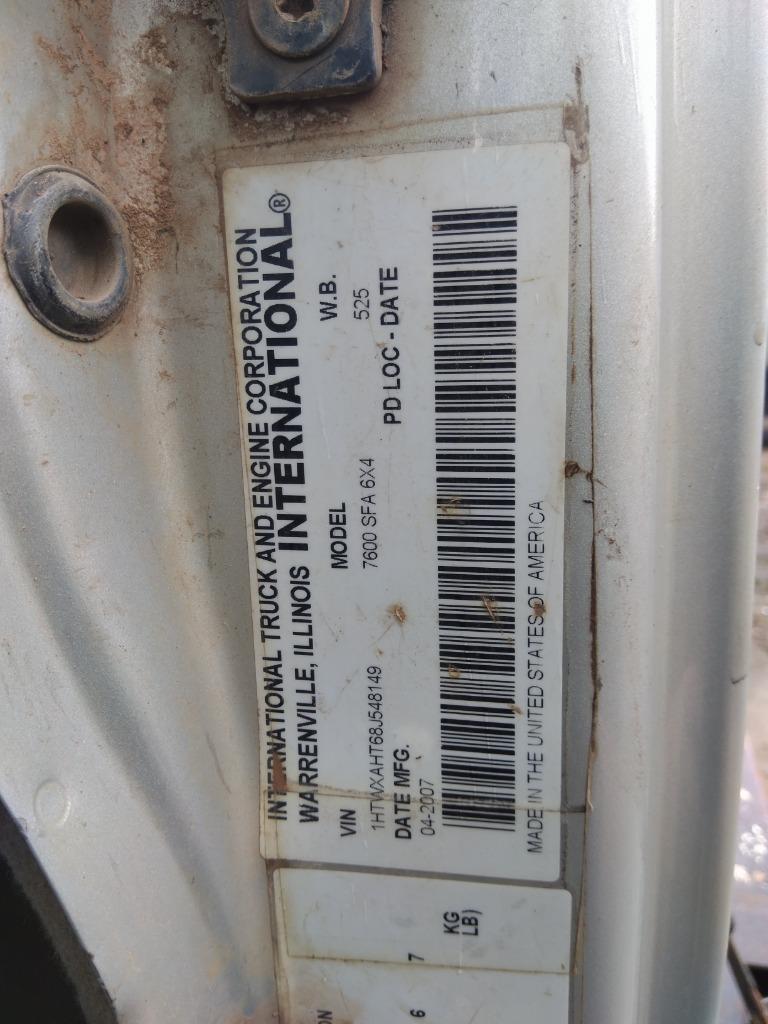 INTERNATIONAL TRUCK AND ENGINE CORPORATION
WARRENVILLE, ILLINOIS INTERNATIONAL®
VIN MODEL W.B.
1HTWXAHT68J548149 7600 SFA 6X4 525
DATE MFG. PD LOC - DATE
04-2007
MADE IN THE UNITED STATES OF AMERICA
KG
LB)
7
6
ON